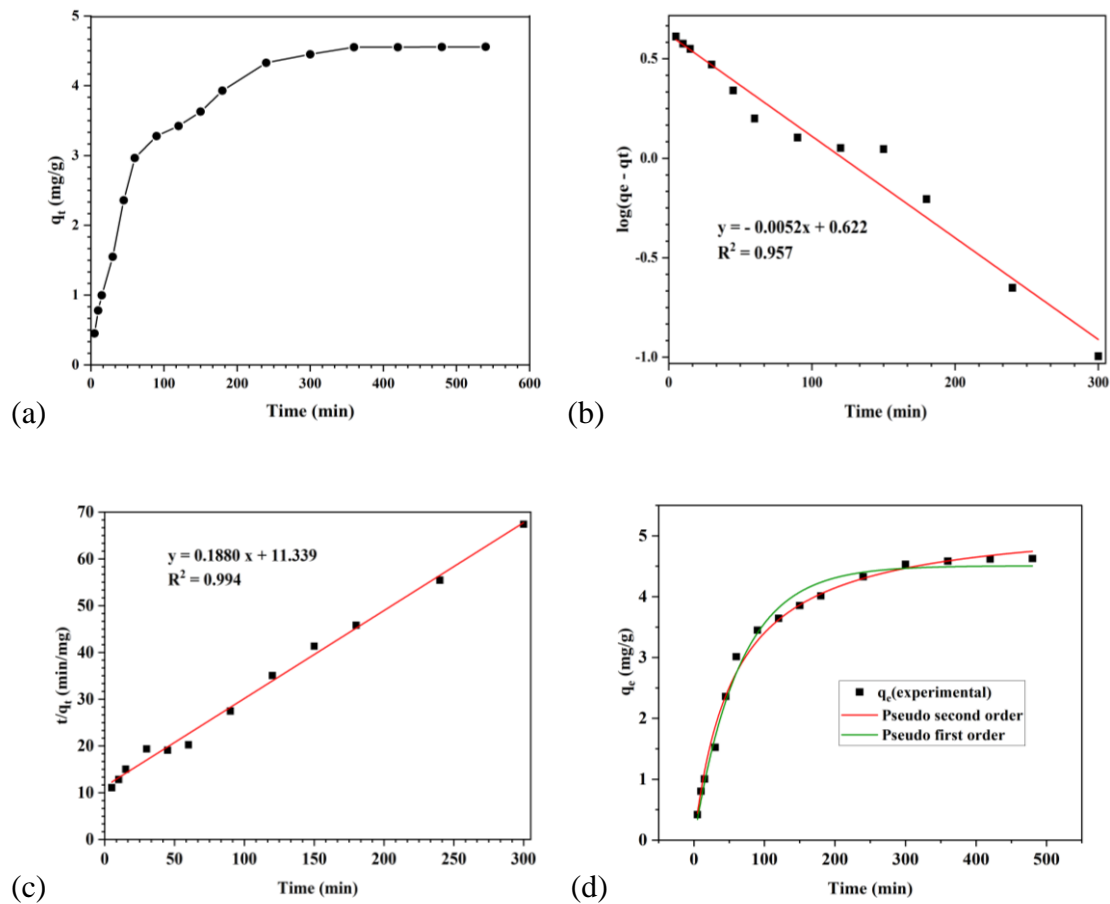 5
4
3
2
1
0
0 100 200 300 400 500 600
qₜ (mg/g)
Time (min)
(a)
0.5
0.0
-0.5
-1.0
0 100 200 300
log(qe - qt)
y = - 0.0052x + 0.622
R² = 0.957
Time (min)
(b)
70
60
50
40
30
20
10
0
0 50 100 150 200 250 300
t/qₜ (min/mg)
y = 0.1880 x + 11.339
R² = 0.994
Time (min)
(c)
5
4
3
2
1
0
0 100 200 300 400 500
qₑ (mg/g)
qₑ(experimental)
Pseudo second order
Pseudo first order
Time (min)
(d)